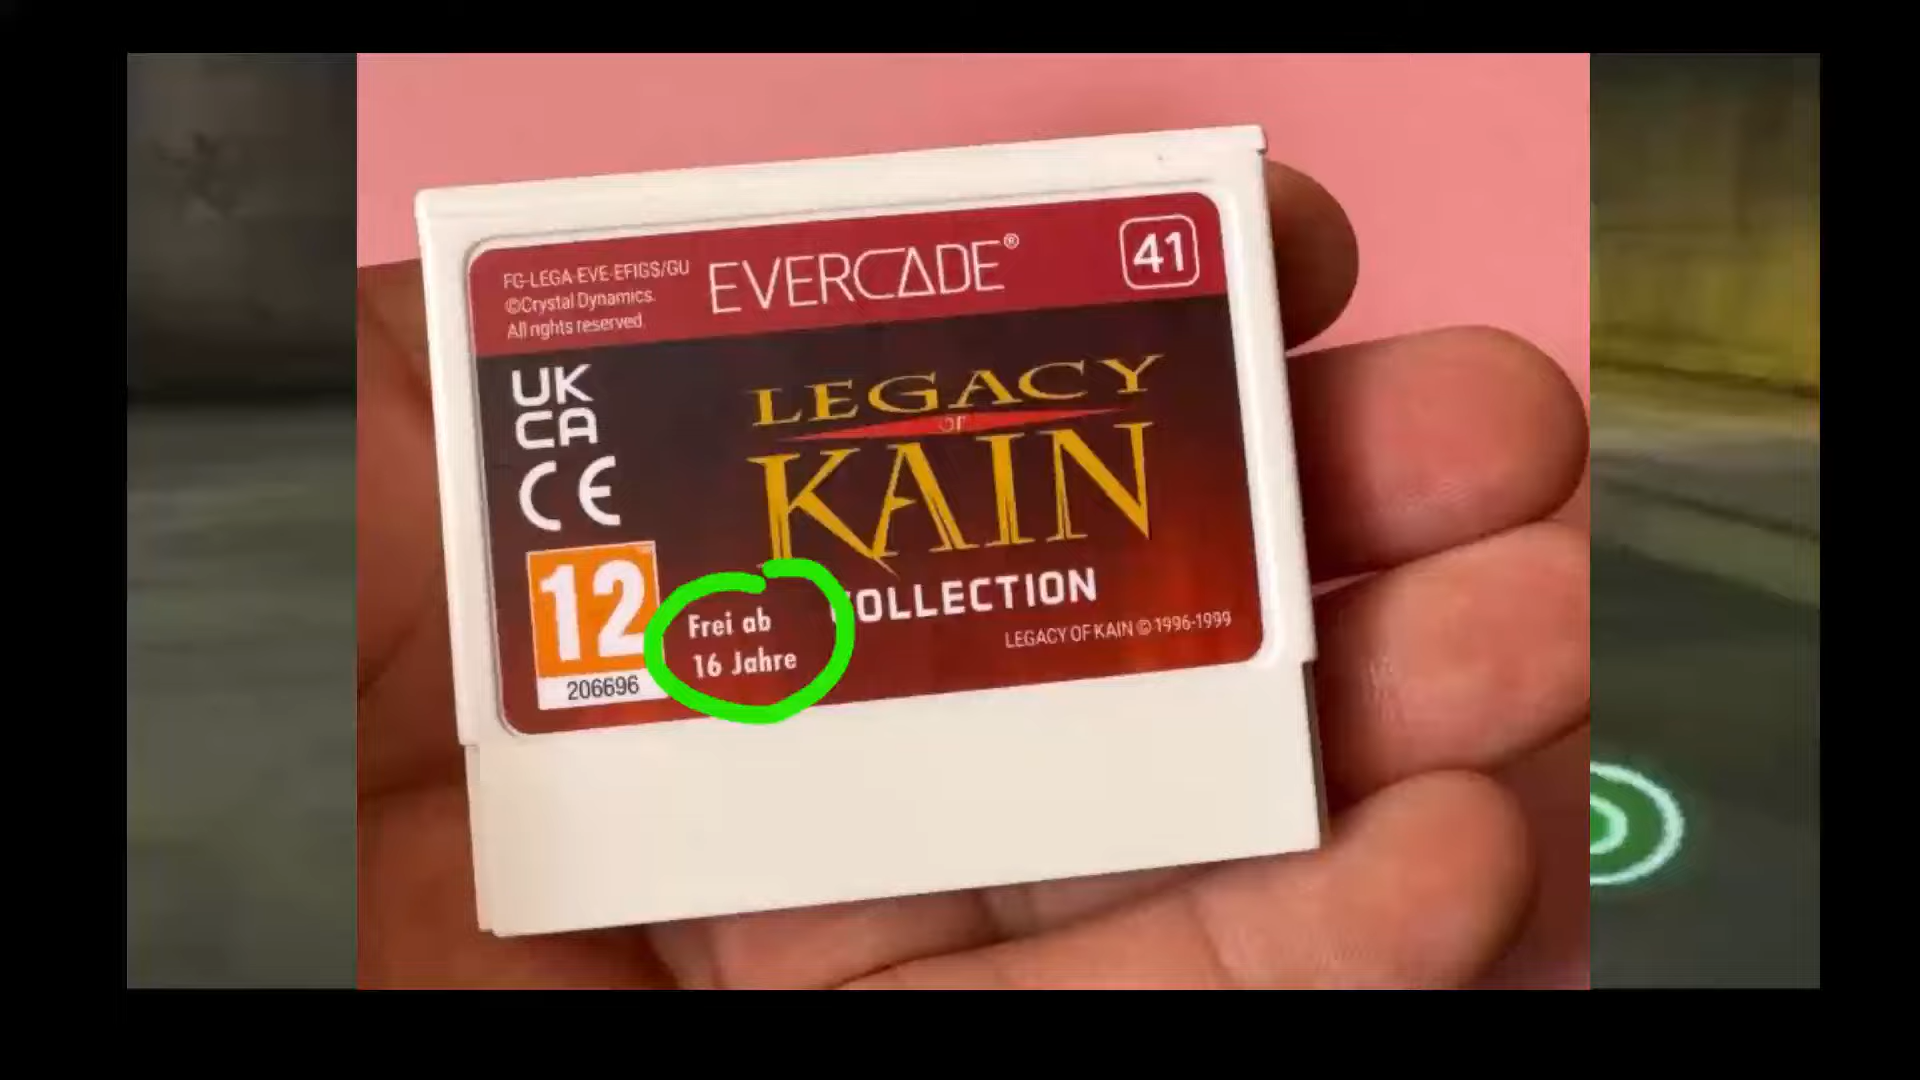 FG-LEGA-EVE-EFIGS/GU
©Crystal Dynamics.
All rights reserved.
EVERCADE®
41
UK
CA
CE
LEGACY
OF
KAIN
COLLECTION
12
206696
Frei ab
16 Jahre
LEGACY OF KAIN © 1996-1999